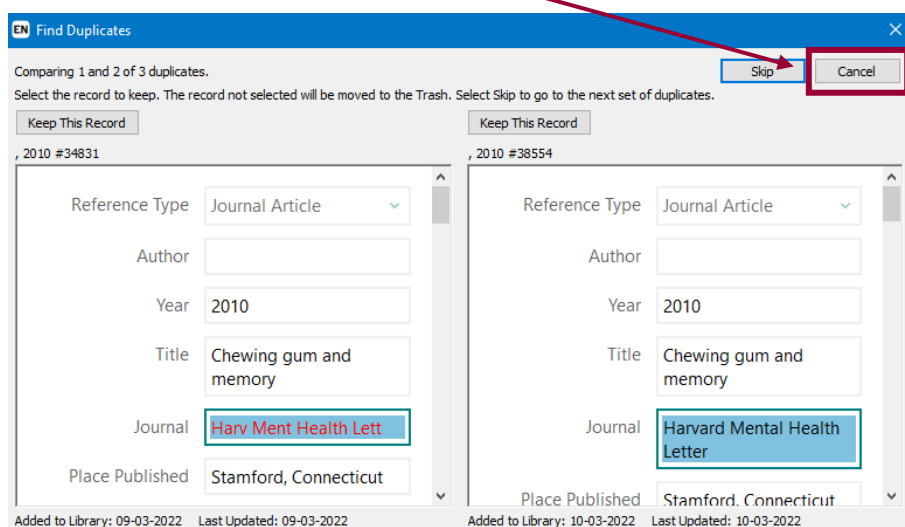 EN Find Duplicates
Comparing 1 and 2 of 3 duplicates.
Skip
Cancel
Select the record to keep. The record not selected will be moved to the Trash. Select Skip to go to the next set of duplicates.
Keep This Record
, 2010 #34831
Reference Type Journal Article
Author
Year 2010
Title Chewing gum and
memory
Journal Harv Ment Health Lett
Place Published Stamford, Connecticut
Added to Library: 09-03-2022 Last Updated: 09-03-2022
Keep This Record
, 2010 #38554
Reference Type Journal Article
Author
Year 2010
Title Chewing gum and
memory
Journal Harvard Mental Health
Letter
Place Published Stamford, Connecticut
Added to Library: 10-03-2022 Last Updated: 10-03-2022